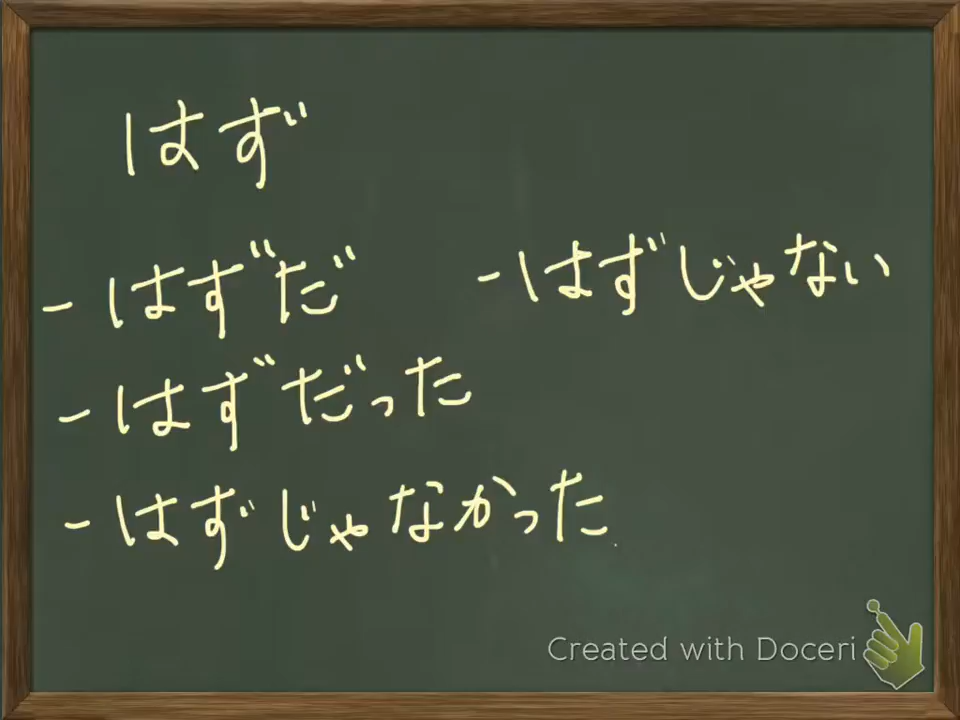 はず
- はずだ
- はずじゃない
- はずだった
- はずじゃなかった
Created with Doceri